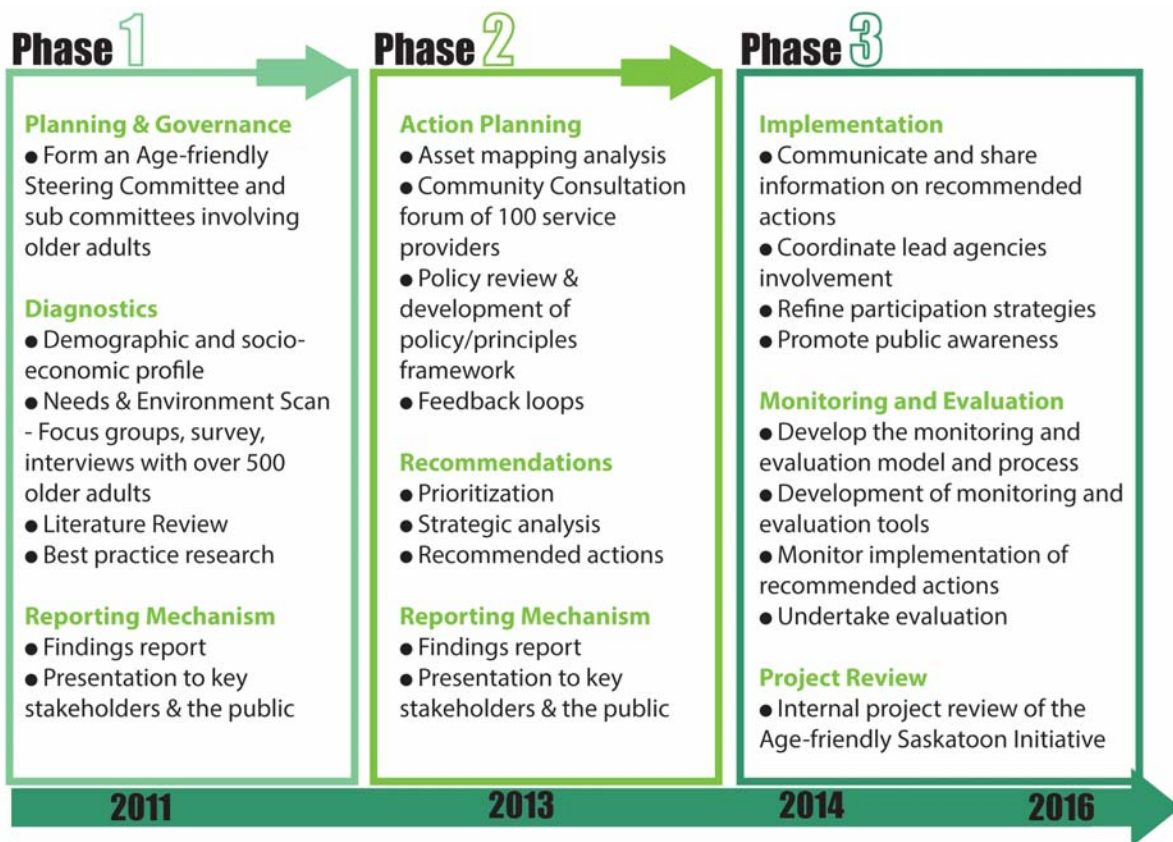 Phase 1
Planning & Governance
● Form an Age-friendly
Steering Committee and
sub committees involving
older adults
Diagnostics
● Demographic and socio-
economic profile
● Needs & Environment Scan
- Focus groups, survey,
interviews with over 500
older adults
● Literature Review
● Best practice research
Reporting Mechanism
● Findings report
● Presentation to key
stakeholders & the public
Phase 2
Action Planning
● Asset mapping analysis
● Community Consultation
forum of 100 service
providers
● Policy review &
development of
policy/principles
framework
● Feedback loops
Recommendations
● Prioritization
● Strategic analysis
● Recommended actions
Reporting Mechanism
● Findings report
● Presentation to key
stakeholders & the public
Phase 3
Implementation
● Communicate and share
information on recommended
actions
● Coordinate lead agencies
involvement
● Refine participation strategies
● Promote public awareness
Monitoring and Evaluation
● Develop the monitoring and
evaluation model and process
● Development of monitoring and
evaluation tools
● Monitor implementation of
recommended actions
● Undertake evaluation
Project Review
● Internal project review of the
Age-friendly Saskatoon Initiative
2011 2013 2014 2016